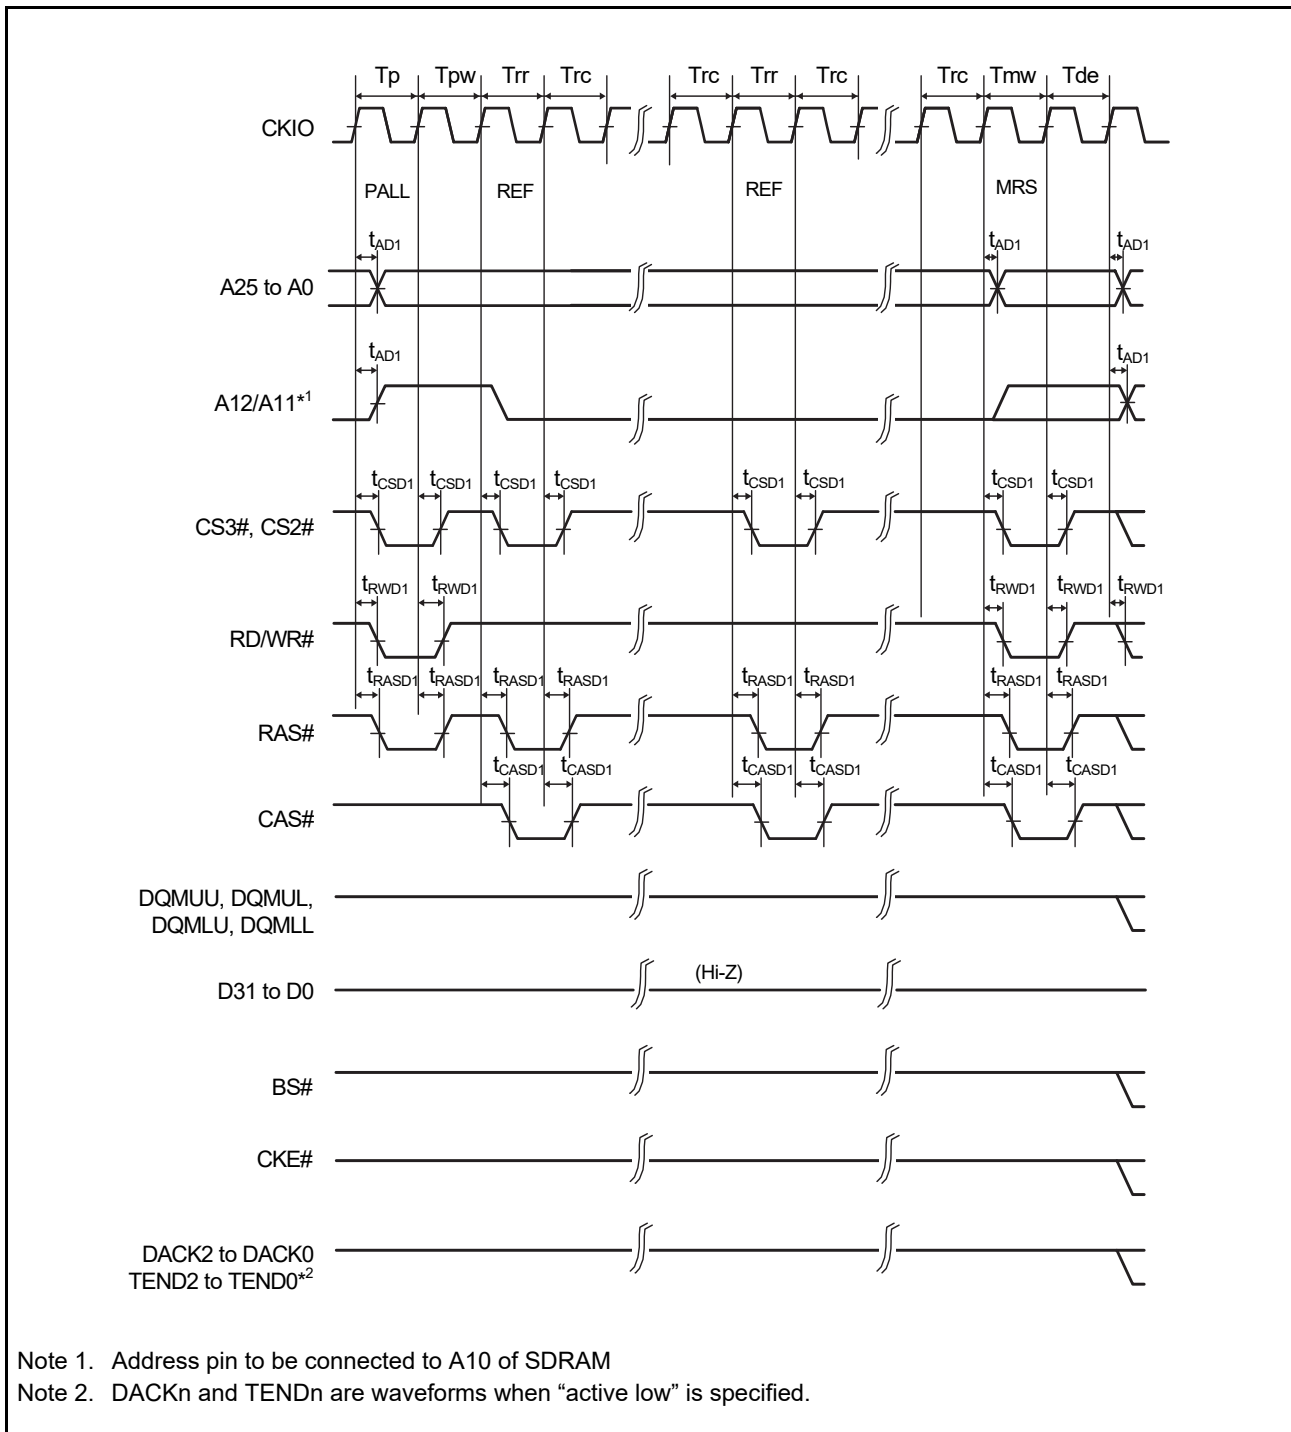 Tp Tpw Trr Trc Trc Trr Trc Trc Tmw Tde
CKIO
PALL REF REF MRS
tAD1 tAD1 tAD1
A25 to A0
tAD1 tAD1
A12/A11*1
tCSD1 tCSD1 tCSD1 tCSD1 tCSD1 tCSD1 tCSD1 tCSD1
CS3#, CS2#
tRWD1 tRWD1 tRWD1 tRWD1 tRWD1
RD/WR#
tRASD1 tRASD1 tRASD1 tRASD1 tRASD1 tRASD1 tRASD1 tRASD1
RAS#
tCASD1 tCASD1 tCASD1 tCASD1 tCASD1 tCASD1
CAS#
DQMUU, DQMUL,
DQMLU, DQMLL
(Hi-Z)
D31 to D0
BS#
CKE#
DACK2 to DACK0
TEND2 to TEND0*2
Note 1. Address pin to be connected to A10 of SDRAM
Note 2. DACKn and TENDn are waveforms when “active low” is specified.